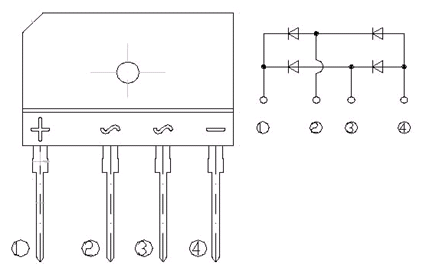 + ~ ~ −
① ② ③ ④
① ② ③ ④